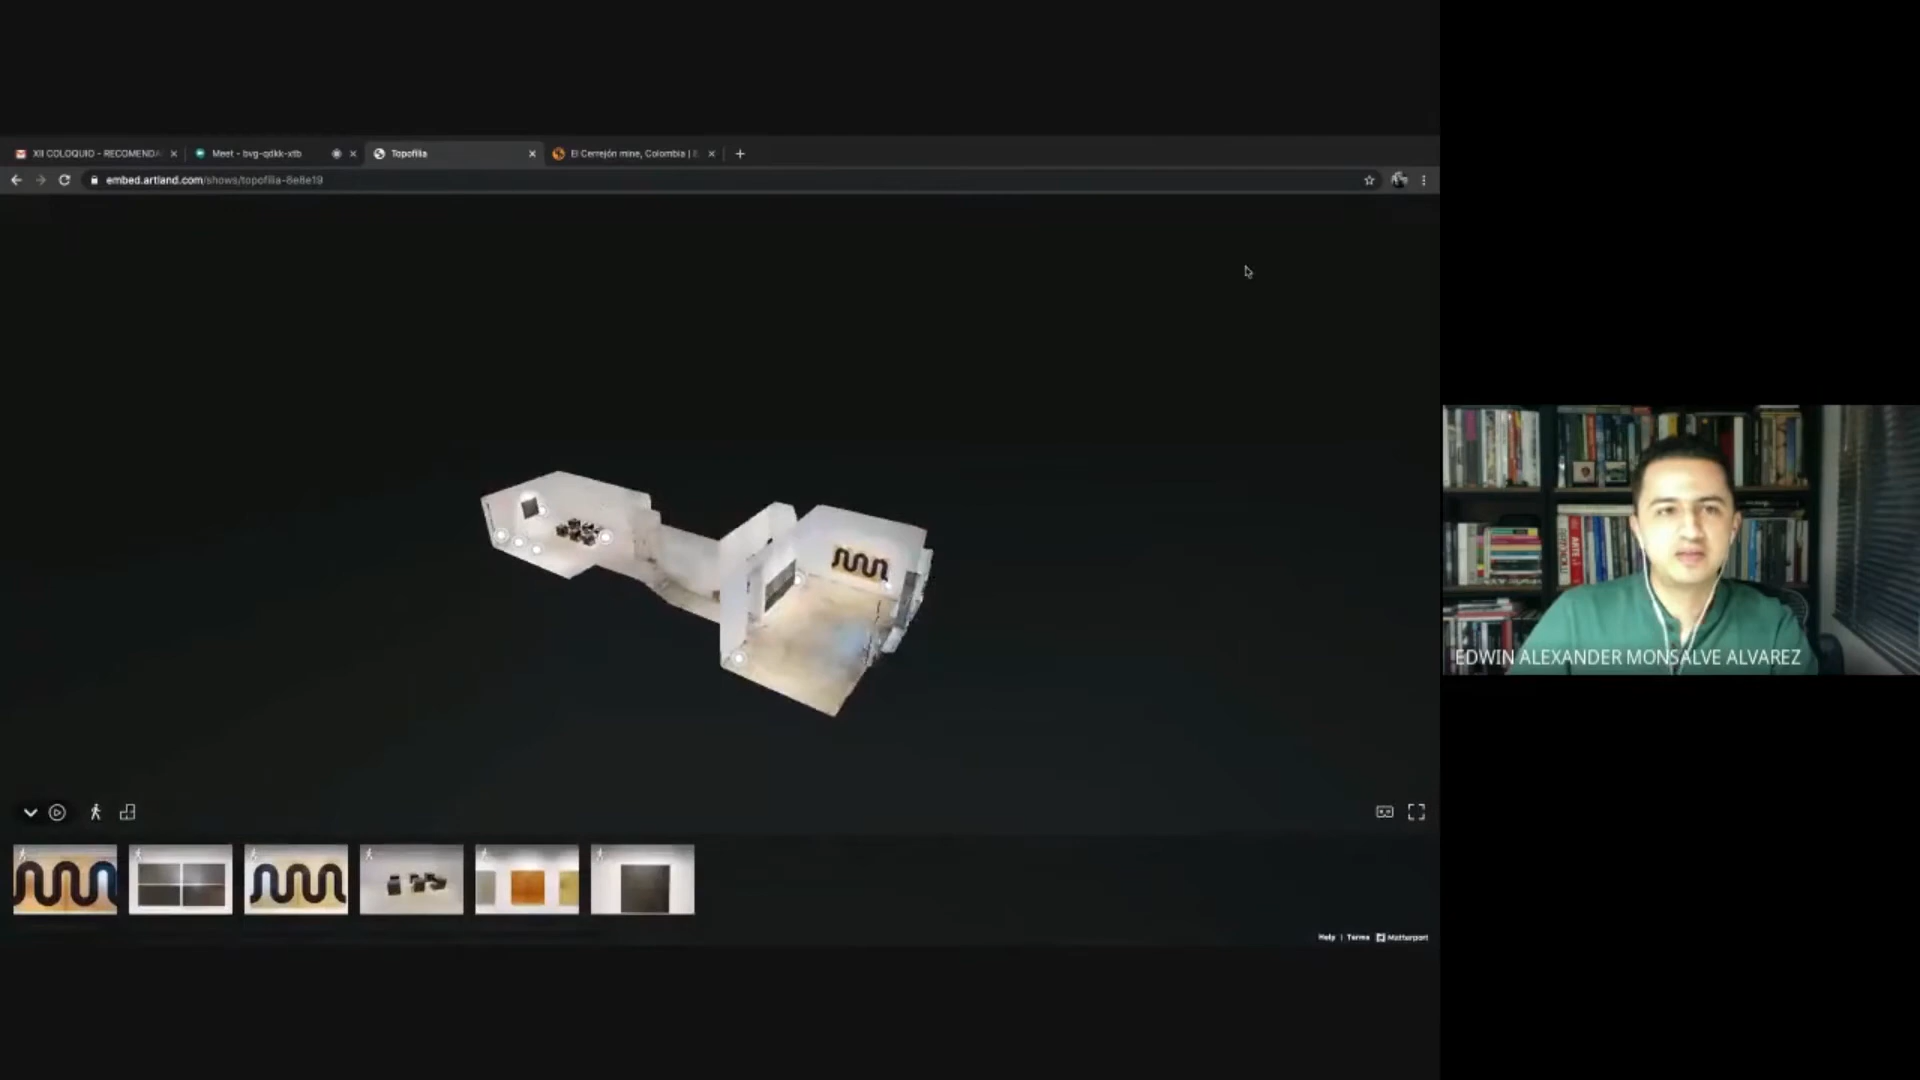 XII COLOQUIO - RECOMENDA
Meet - bvg-qdkk-xtb
Topofilia
El Cerrejón mine, Colombia |
embed.artland.com/shows/topofilia-6e8e19
ARTE
EDWIN ALEXANDER MONSALVE ALVAREZ
Help | Terms Matterport